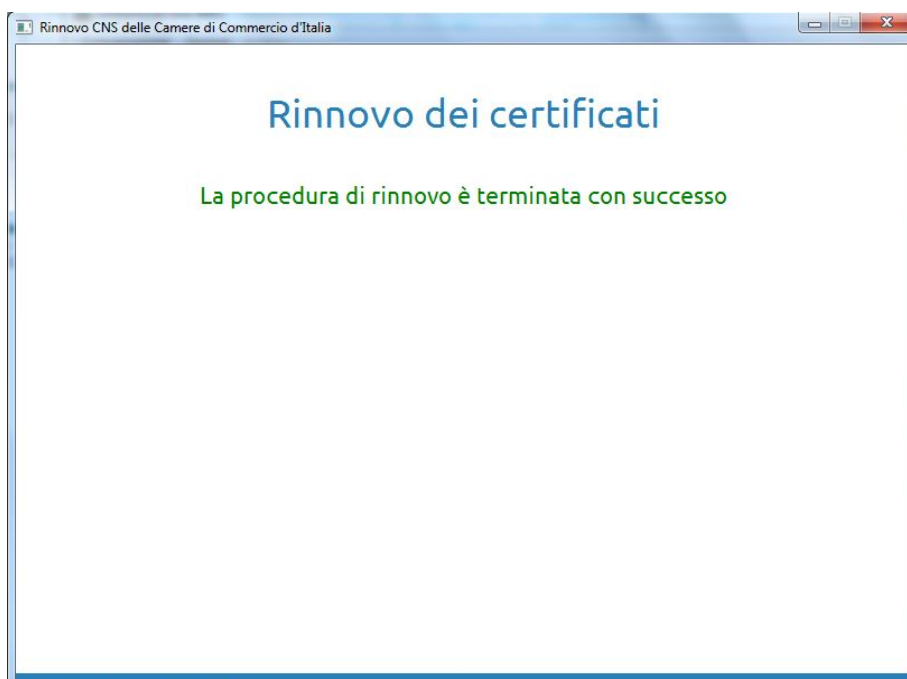 Rinnovo CNS delle Camere di Commercio d'Italia
Rinnovo dei certificati
La procedura di rinnovo è terminata con successo